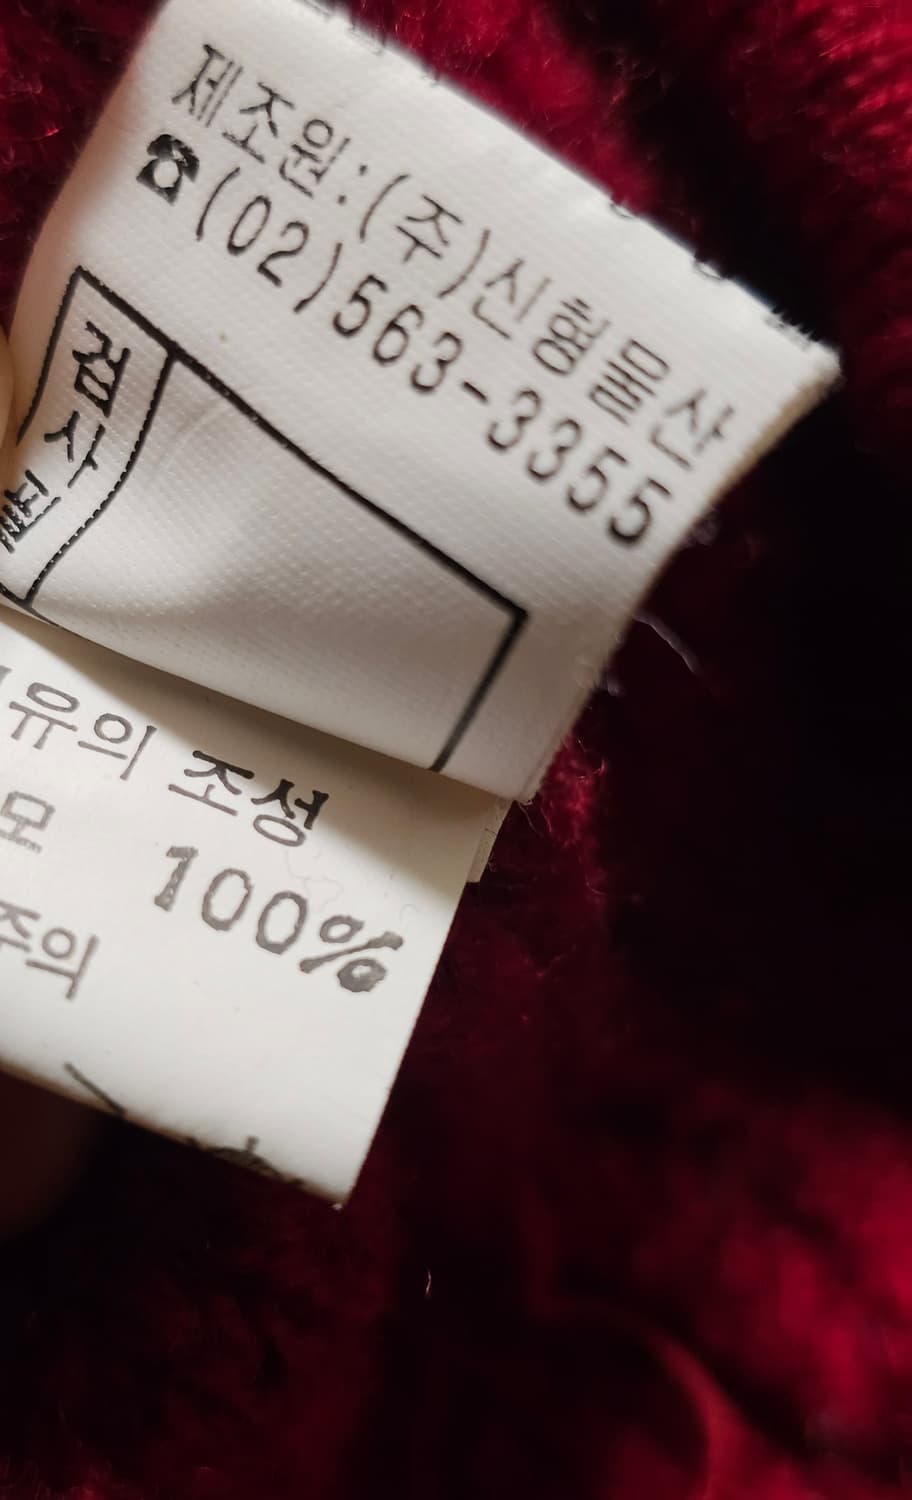 제조원:(주)신형물산
☎(02)563-3355
검사필
유의 조성
모 100%
주의